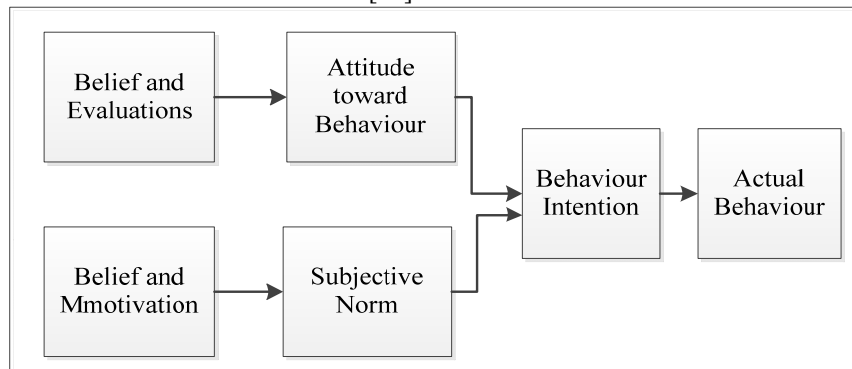 Belief and
Evaluations
Attitude
toward
Behaviour
Behaviour
Intention
Actual
Behaviour
Belief and
Mmotivation
Subjective
Norm